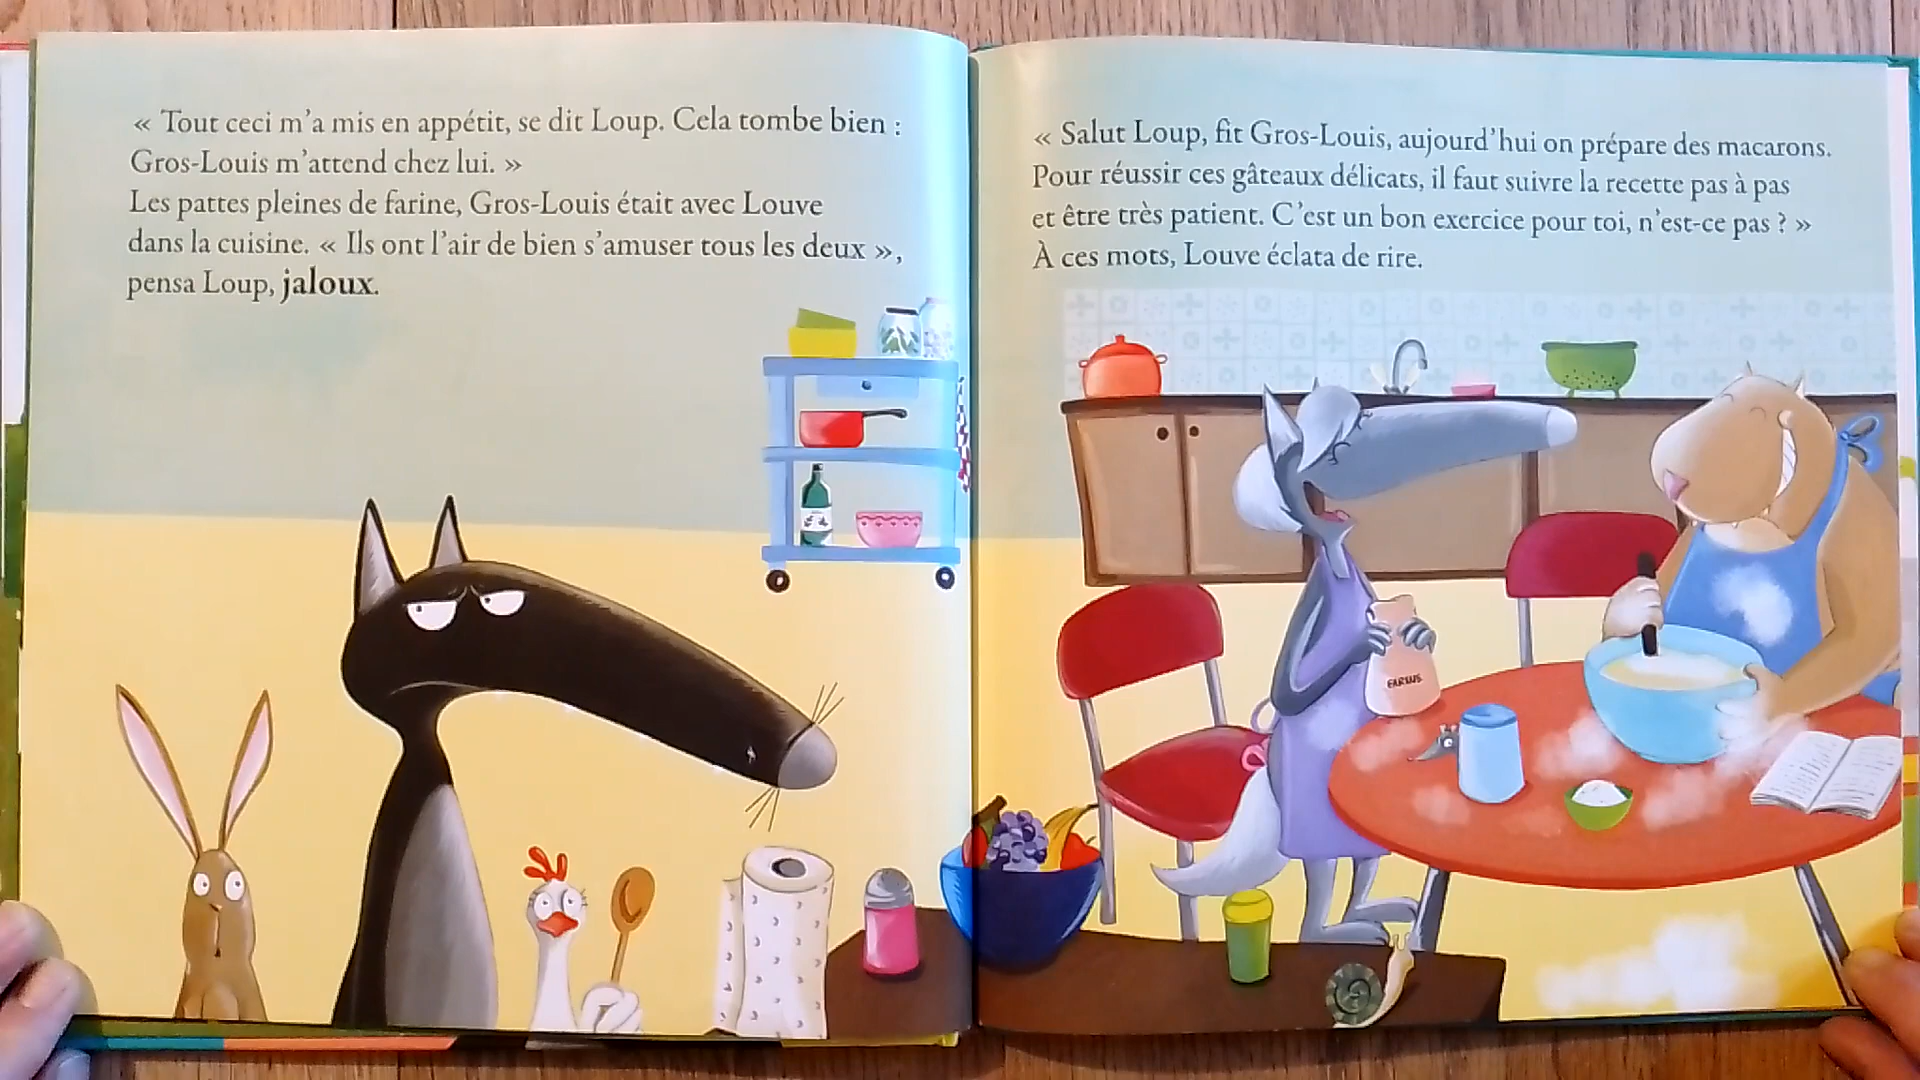 « Tout ceci m'a mis en appétit, se dit Loup. Cela tombe bien :
Gros-Louis m'attend chez lui. »
Les pattes pleines de farine, Gros-Louis était avec Louve
dans la cuisine. « Ils ont l'air de bien s'amuser tous les deux »,
pensa Loup, jaloux.
« Salut Loup, fit Gros-Louis, aujourd'hui on prépare des macarons.
Pour réussir ces gâteaux délicats, il faut suivre la recette pas à pas
et être très patient. C'est un bon exercice pour toi, n'est-ce pas ? »
À ces mots, Louve éclata de rire.
FARINE